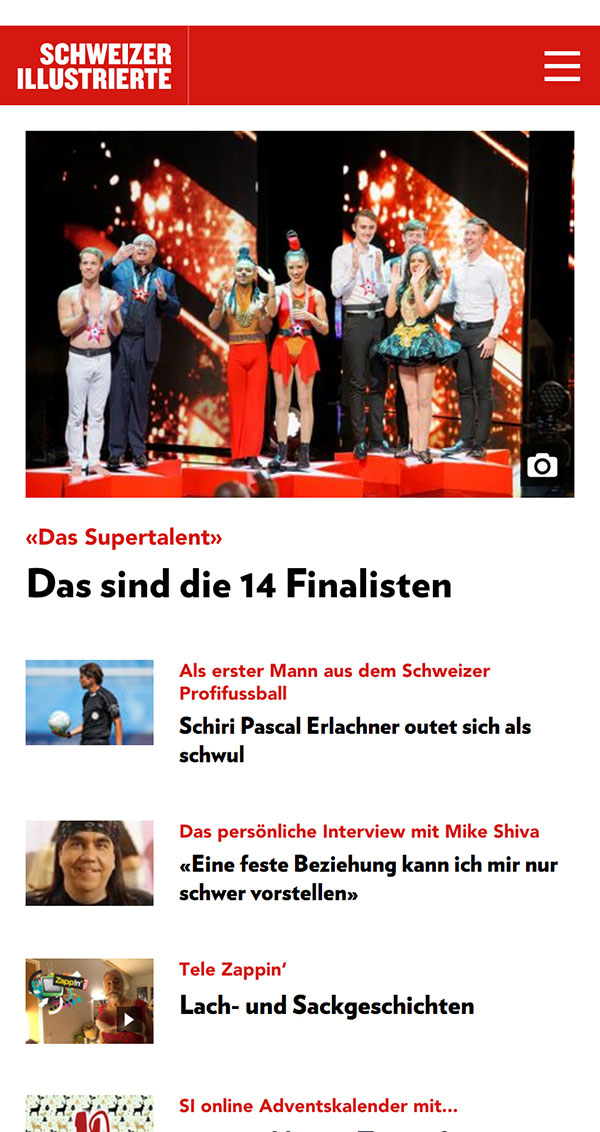 SCHWEIZER
ILLUSTRIERTE
«Das Supertalent»
Das sind die 14 Finalisten
Als erster Mann aus dem Schweizer
Profifussball
Schiri Pascal Erlachner outet sich als
schwul
Das persönliche Interview mit Mike Shiva
«Eine feste Beziehung kann ich mir nur
schwer vorstellen»
Zappin'
Tele Zappin’
Lach- und Sackgeschichten
SI online Adventskalender mit...